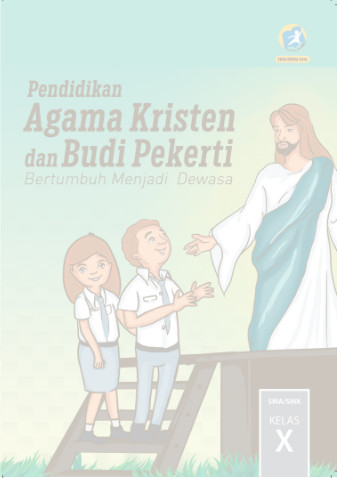 Pendidikan
Agama Kristen
dan Budi Pekerti
Bertumbuh Menjadi Dewasa
SMA/SMK
KELAS
X